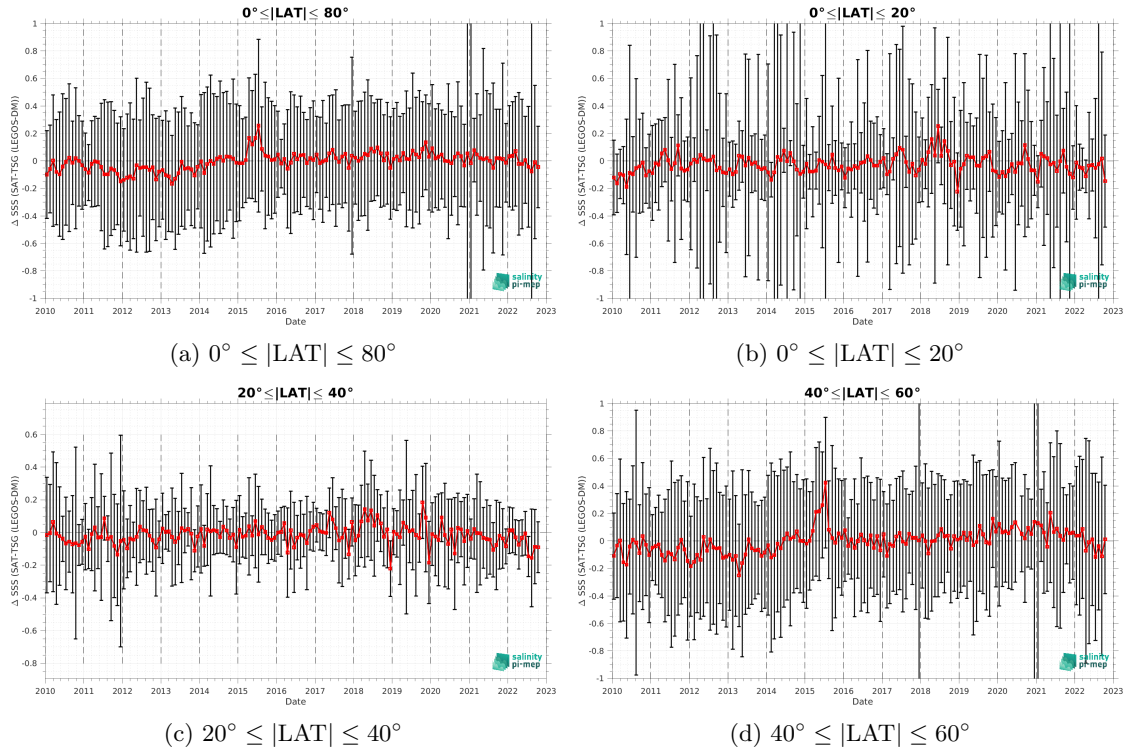 0°≤|LAT|≤ 80°
Δ SSS (SAT-TSG (LEGOS-DM))
1
0.8
0.6
0.4
0.2
0
-0.2
-0.4
-0.6
-0.8
-1
salinity
pi-mep
2010 2011 2012 2013 2014 2015 2016 2017 2018 2019 2020 2021 2022 2023
Date
(a) 0° ≤ |LAT| ≤ 80°
0°≤|LAT|≤ 20°
Δ SSS (SAT-TSG (LEGOS-DM))
1
0.8
0.6
0.4
0.2
0
-0.2
-0.4
-0.6
-0.8
-1
salinity
pi-mep
2010 2011 2012 2013 2014 2015 2016 2017 2018 2019 2020 2021 2022 2023
Date
(b) 0° ≤ |LAT| ≤ 20°
20°≤|LAT|≤ 40°
Δ SSS (SAT-TSG (LEGOS-DM))
0.6
0.4
0.2
0
-0.2
-0.4
-0.6
-0.8
salinity
pi-mep
2010 2011 2012 2013 2014 2015 2016 2017 2018 2019 2020 2021 2022 2023
Date
(c) 20° ≤ |LAT| ≤ 40°
40°≤|LAT|≤ 60°
Δ SSS (SAT-TSG (LEGOS-DM))
1
0.8
0.6
0.4
0.2
0
-0.2
-0.4
-0.6
-0.8
-1
salinity
pi-mep
2010 2011 2012 2013 2014 2015 2016 2017 2018 2019 2020 2021 2022 2023
Date
(d) 40° ≤ |LAT| ≤ 60°